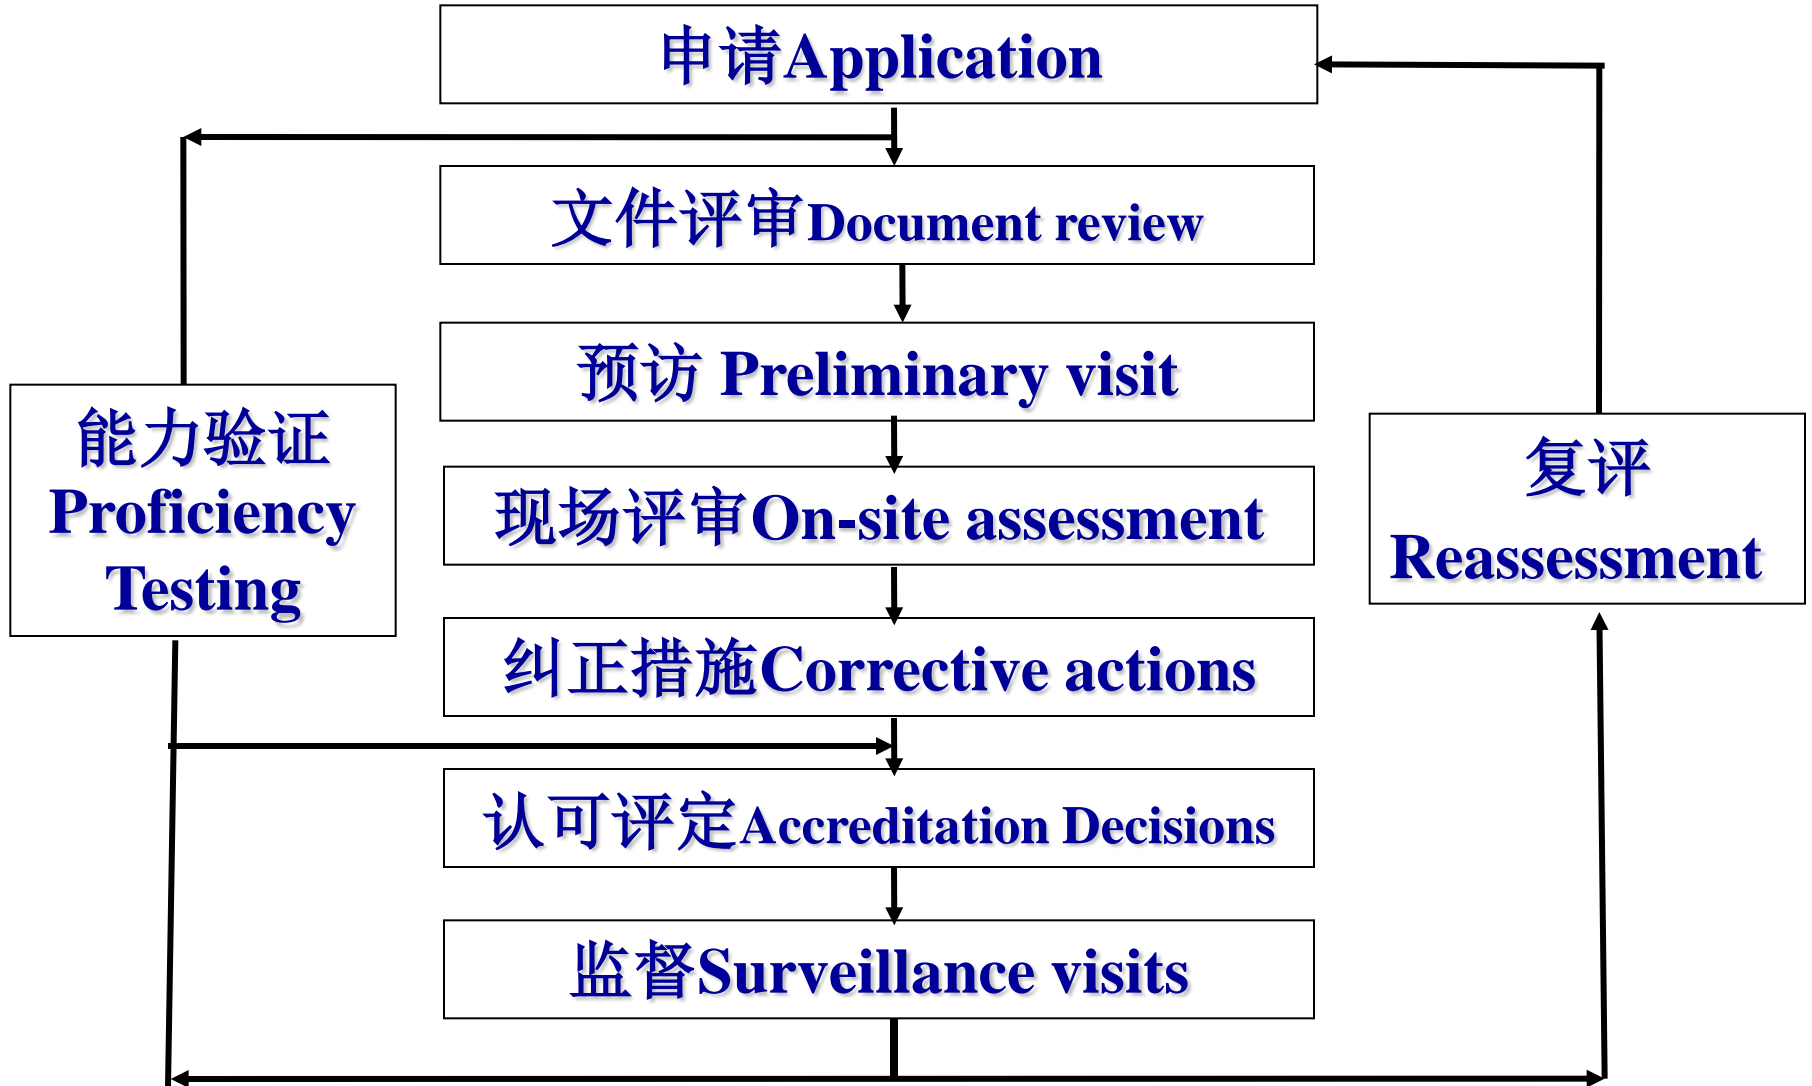 申请Application
文件评审Document review
预访 Preliminary visit
能力验证
Proficiency
Testing
现场评审On-site assessment
复评
Reassessment
纠正措施Corrective actions
认可评定Accreditation Decisions
监督Surveillance visits